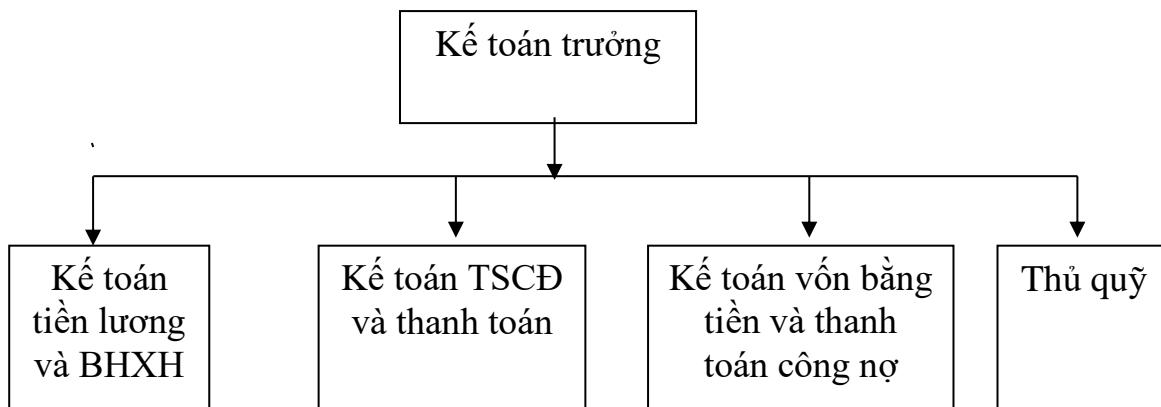 Kế toán trưởng
Kế toán
tiền lương
và BHXH
Kế toán TSCĐ
và thanh toán
Kế toán vốn bằng
tiền và thanh
toán công nợ
Thủ quỹ